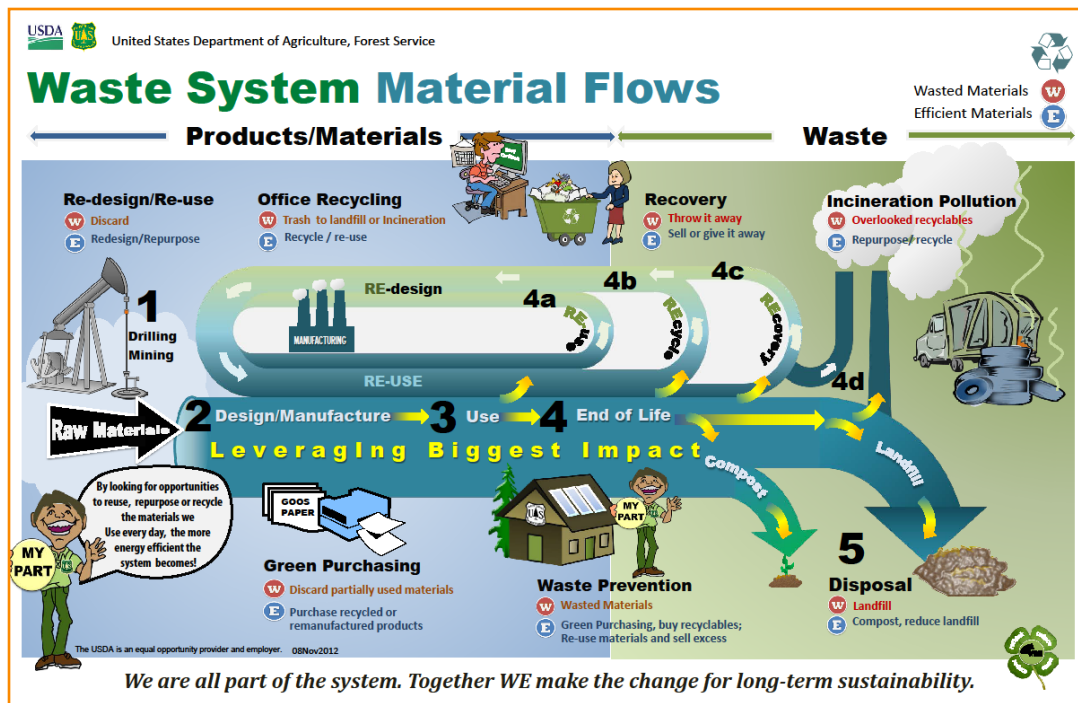 USDA
UAS
United States Department of Agriculture, Forest Service
Waste System Material Flows
Wasted Materials W
Efficient Materials E
Products/Materials
Waste
Re-design/Re-use
W Discard
E Redesign/Repurpose
Office Recycling
W Trash to landfill or Incineration
E Recycle / re-use
Recovery
W Throw it away
E Sell or give it away
Incineration Pollution
W Overlooked recyclables
E Repurpose/ recycle
1
Drilling
Mining
RE-design
MANUFACTURING
4a
4b
4c
RE-use
REcycle
REcovery
RE-USE
4d
Raw Materials
2 Design/Manufacture 3 Use 4 End of Life
LeveragIng Biggest Impact
Compost
Landfill
By looking for opportunities
to reuse, repurpose or recycle
the materials we
Use every day, the more
energy efficient the
system becomes!
MY
PART
GOOS
PAPER
Green Purchasing
W Discard partially used materials
E Purchase recycled or
remanufactured products
UAS
MY
PART
Waste Prevention
W Wasted Materials
E Green Purchasing, buy recyclables;
Re-use materials and sell excess
5
Disposal
W Landfill
E Compost, reduce landfill
The USDA is an equal opportunity provider and employer. 08Nov2012
We are all part of the system. Together WE make the change for long-term sustainability.